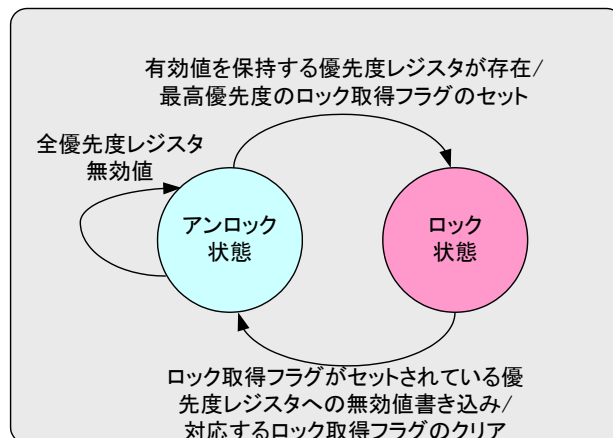 有効値を保持する優先度レジスタが存在/
最高優先度のロック取得フラグのセット
全優先度レジスタ
無効値
アンロック
状態
ロック
状態
ロック取得フラグがセットされている優
先度レジスタへの無効値書き込み/
対応するロック取得フラグのクリア